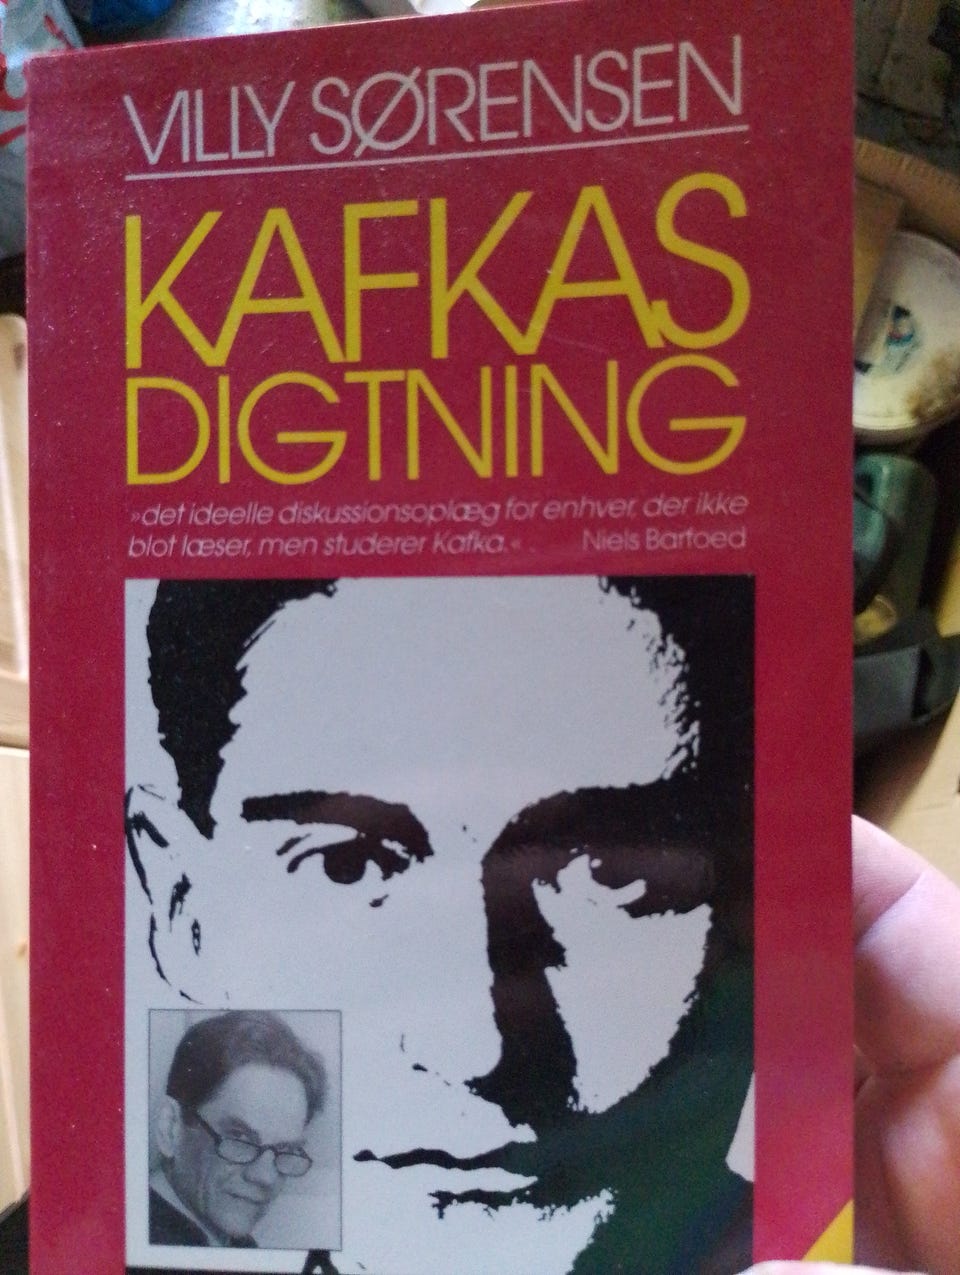 VILLY SØRENSEN
KAFKAS
DIGTNING
»det ideelle diskussionsoplæg for enhver, der ikke
blot læser, men studerer Kafka.« Niels Barfoed